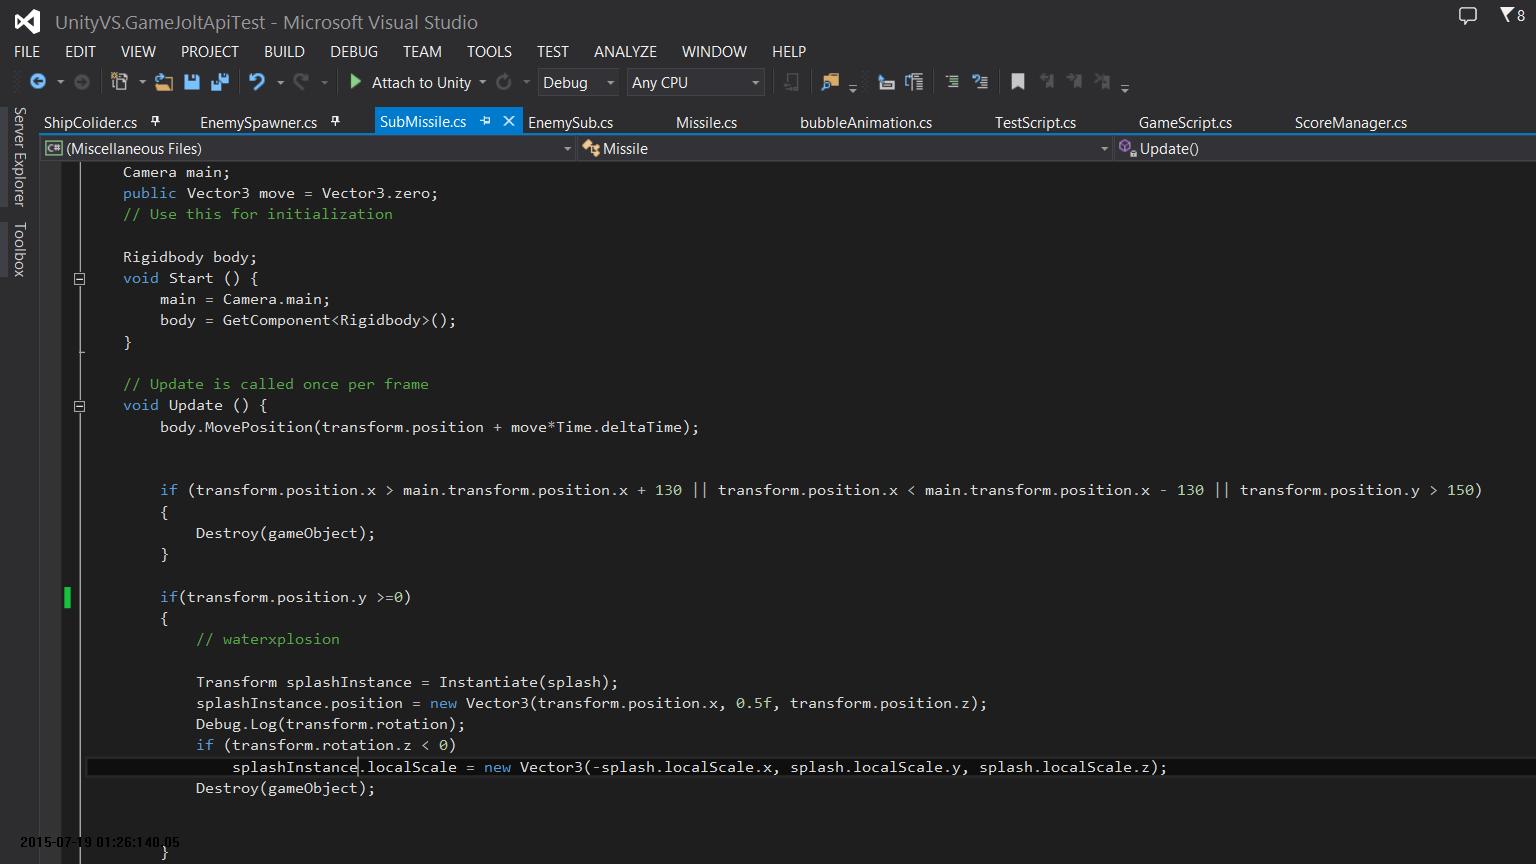 UnityVS.GameJoltApiTest - Microsoft Visual Studio
8
FILE EDIT VIEW PROJECT BUILD DEBUG TEAM TOOLS TEST ANALYZE WINDOW HELP
Attach to Unity Debug Any CPU
Server Explorer
Toolbox
ShipColider.cs EnemySpawner.cs SubMissile.cs EnemySub.cs Missile.cs bubbleAnimation.cs TestScript.cs GameScript.cs ScoreManager.cs
C# (Miscellaneous Files) Missile Update()
Camera main;
public Vector3 move = Vector3.zero;
// Use this for initialization
Rigidbody body;
void Start () {
main = Camera.main;
body = GetComponent<Rigidbody>();
}
// Update is called once per frame
void Update () {
body.MovePosition(transform.position + move*Time.deltaTime);
if (transform.position.x > main.transform.position.x + 130 || transform.position.x < main.transform.position.x - 130 || transform.position.y > 150)
{
Destroy(gameObject);
}
if(transform.position.y >=0)
{
// waterxplosion
Transform splashInstance = Instantiate(splash);
splashInstance.position = new Vector3(transform.position.x, 0.5f, transform.position.z);
Debug.Log(transform.rotation);
if (transform.rotation.z < 0)
splashInstance.localScale = new Vector3(-splash.localScale.x, splash.localScale.y, splash.localScale.z);
Destroy(gameObject);
2015-07-19 01:26:140.05
}